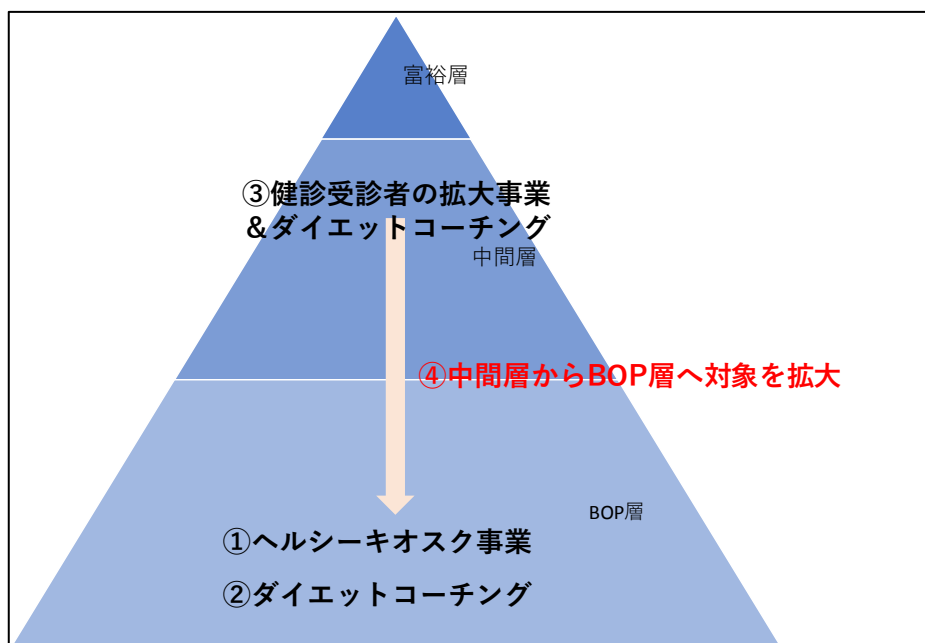 富裕層
③健診受診者の拡大事業
＆ダイエットコーチング
中間層
④中間層からBOP層へ対象を拡大
BOP層
①ヘルシーキオスク事業
②ダイエットコーチング